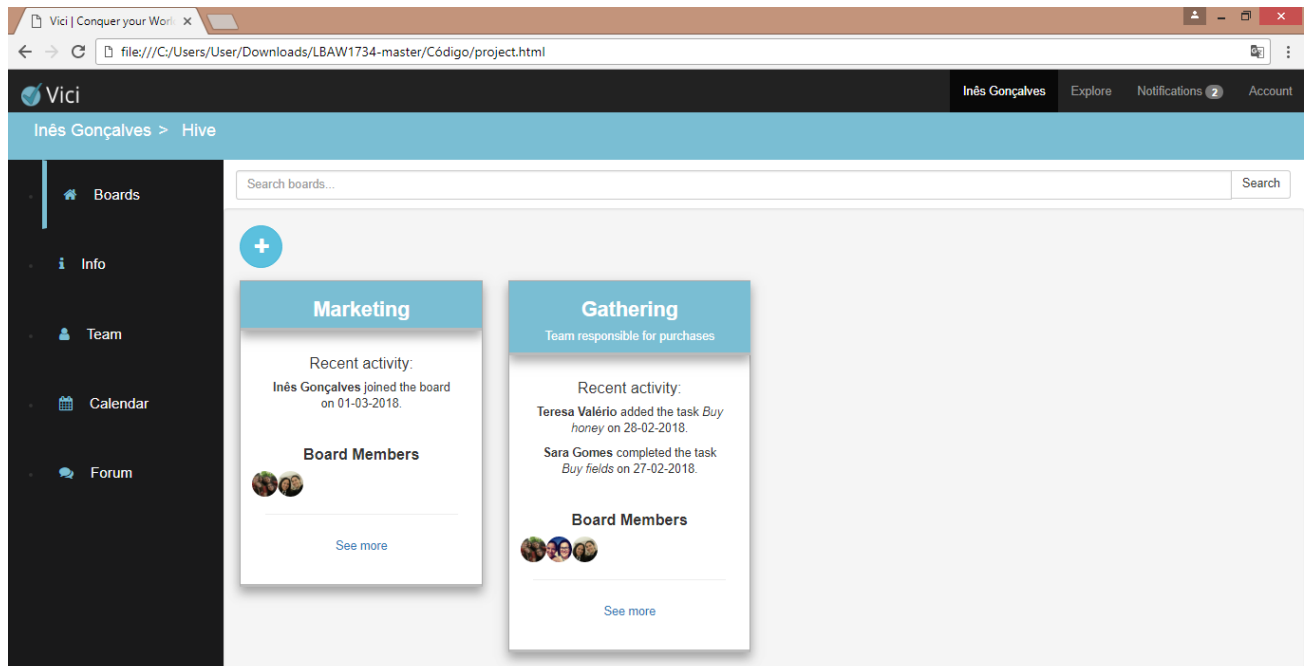 Vici | Conquer your Work
file:///C:/Users/User/Downloads/LBAW1734-master/Código/project.html
Vici
Inês Gonçalves Explore Notifications 2 Account
Inês Gonçalves > Hive
Boards
Info
Team
Calendar
Forum
Search boards... Search
Marketing
Recent activity:
Inês Gonçalves joined the board
on 01-03-2018.
Board Members
See more
Gathering
Team responsible for purchases
Recent activity:
Teresa Valério added the task Buy
honey on 28-02-2018.
Sara Gomes completed the task
Buy fields on 27-02-2018.
Board Members
See more